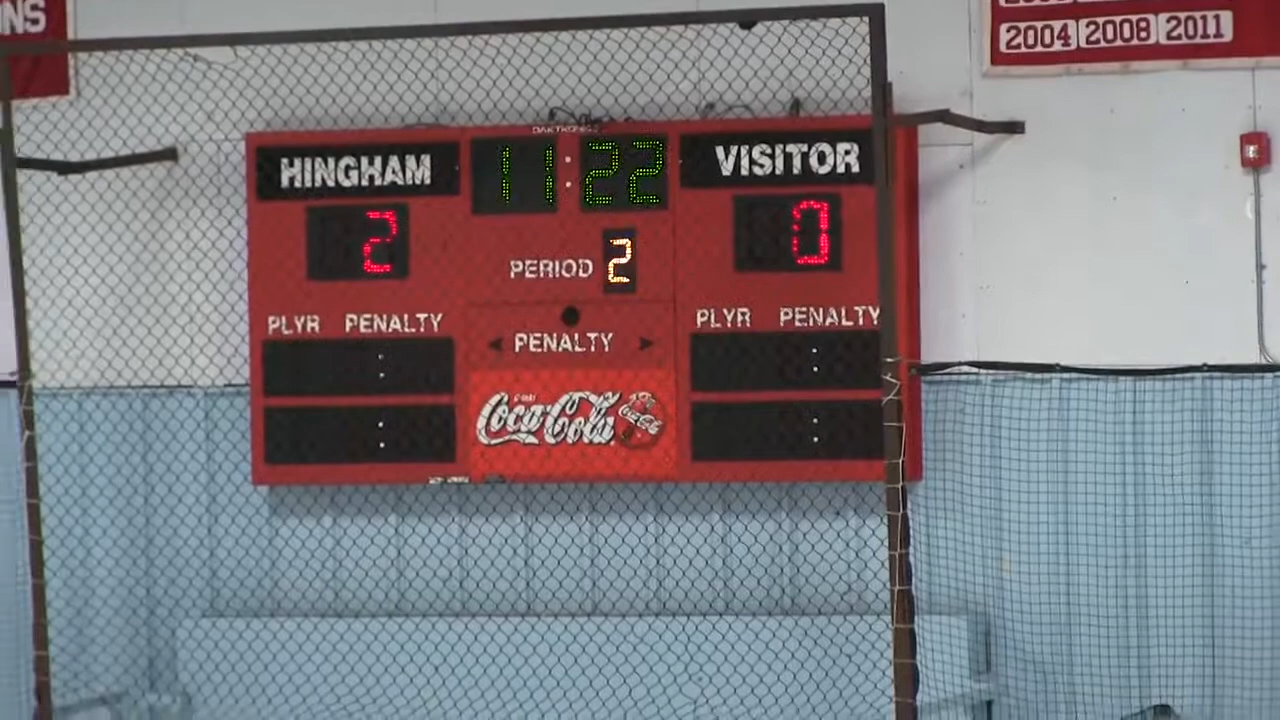 NS
2004 2008 2011
DAKTRONICS
HINGHAM
11:22
VISITOR
2
PERIOD 2
0
PLYR PENALTY
PENALTY
PLYR PENALTY
Coca-Cola